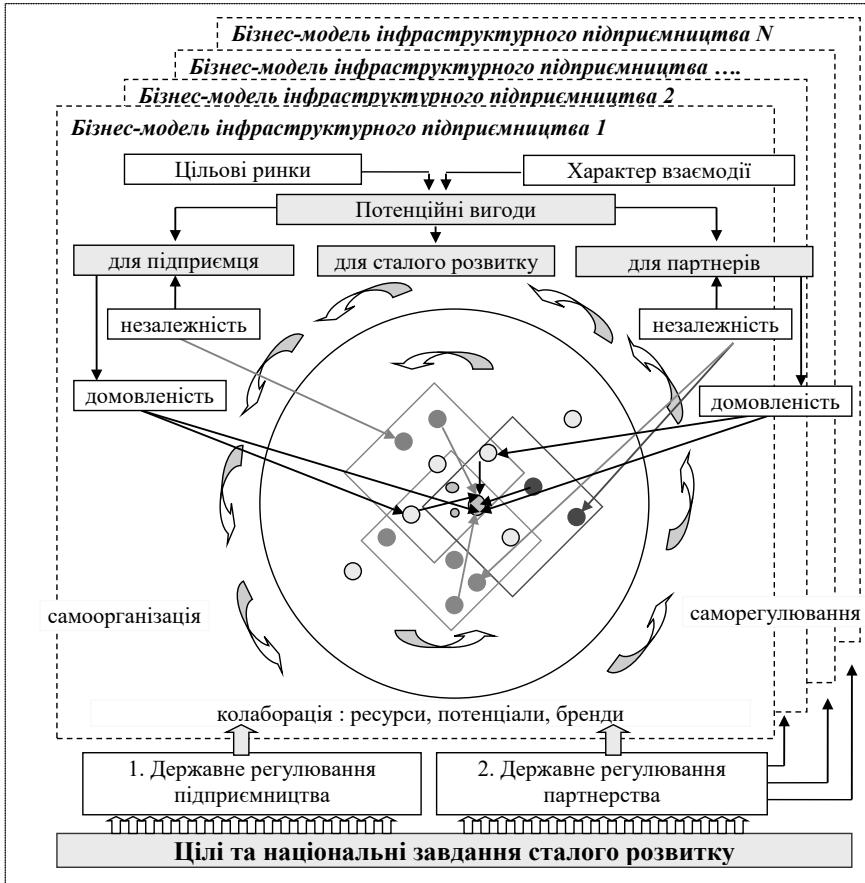 Бізнес-модель інфраструктурного підприємництва N
Бізнес-модель інфраструктурного підприємництва ….
Бізнес-модель інфраструктурного підприємництва 2
Бізнес-модель інфраструктурного підприємництва 1
Цільові ринки
Характер взаємодії
Потенційні вигоди
для підприємця
для сталого розвитку
для партнерів
незалежність
незалежність
домовленість
домовленість
самоорганізація
саморегулювання
колаборація : ресурси, потенціали, бренди
1. Державне регулювання
підприємництва
2. Державне регулювання
партнерства
Цілі та національні завдання сталого розвитку